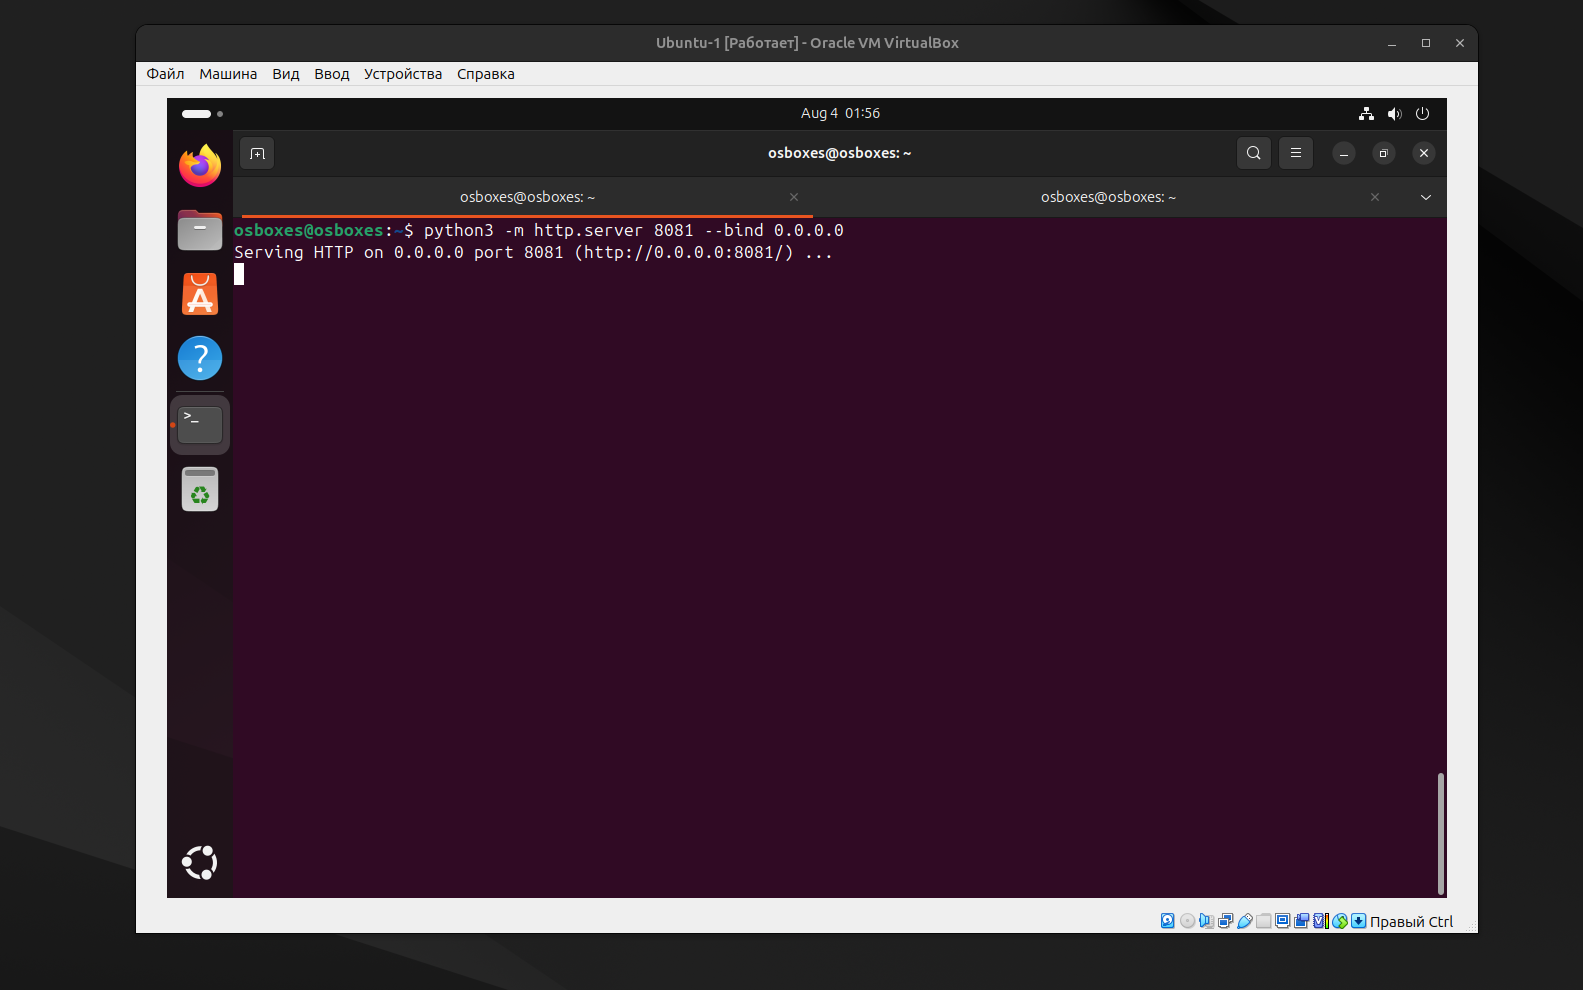 Ubuntu-1 [Работает] - Oracle VM VirtualBox
Файл Машина Вид Ввод Устройства Справка
Aug 4 01:56
osboxes@osboxes: ~
osboxes@osboxes: ~ osboxes@osboxes: ~
osboxes@osboxes:~$ python3 -m http.server 8081 --bind 0.0.0.0
Serving HTTP on 0.0.0.0 port 8081 (http://0.0.0.0:8081/) ...
Правый Ctrl